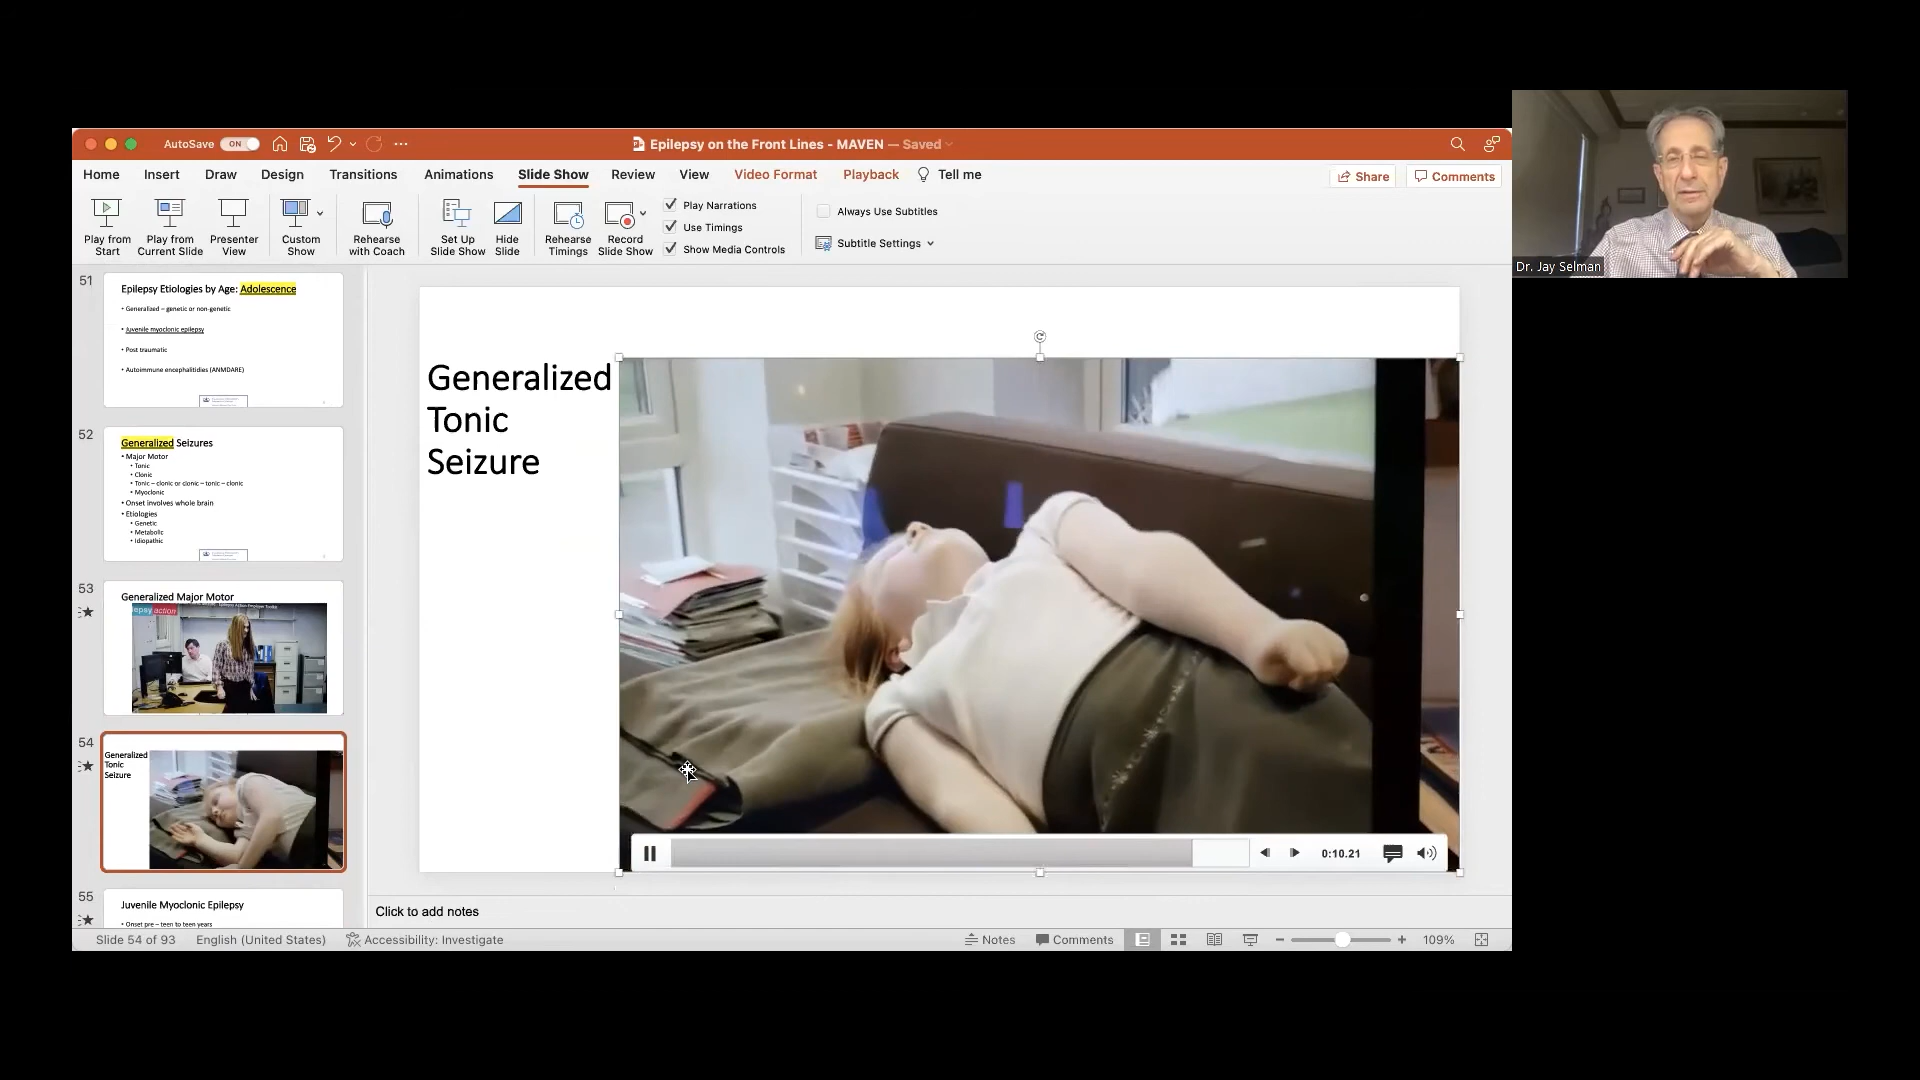 AutoSave ON
Epilepsy on the Front Lines - MAVEN — Saved
Home Insert Draw Design Transitions Animations Slide Show Review View Video Format Playback Tell me
Share Comments
Play from Start
Play from Current Slide
Presenter View
Custom Show
Rehearse with Coach
Set Up Slide Show
Hide Slide
Rehearse Timings
Record Slide Show
Play Narrations
Use Timings
Show Media Controls
Always Use Subtitles
Subtitle Settings
Dr. Jay Selman
51
Epilepsy Etiologies by Age: Adolescence
• Generalized – genetic or non-genetic
• Juvenile myoclonic epilepsy
• Post traumatic
• Autoimmune encephalitidies (ANMDARE)
52
Generalized Seizures
• Major Motor
• Tonic
• Clonic
• Tonic – clonic or clonic – tonic – clonic
• Myoclonic
• Onset involves whole brain
• Etiologies
• Genetic
• Metabolic
• Idiopathic
53
Generalized Major Motor
54
Generalized
Tonic
Seizure
55
Juvenile Myoclonic Epilepsy
• Onset pre – teen to teen years
Generalized
Tonic
Seizure
0:10.21
Click to add notes
Slide 54 of 93 English (United States) Accessibility: Investigate
Notes Comments 109%